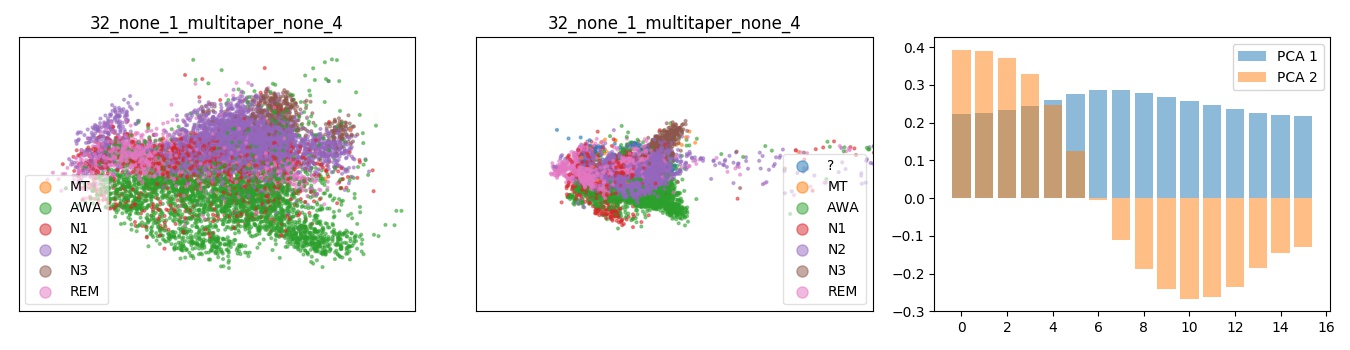 32_none_1_multitaper_none_4
MT
AWA
N1
N2
N3
REM
32_none_1_multitaper_none_4
?
MT
AWA
N1
N2
N3
REM
PCA 1
PCA 2
0.4
0.3
0.2
0.1
0.0
−0.1
−0.2
−0.3
0 2 4 6 8 10 12 14 16